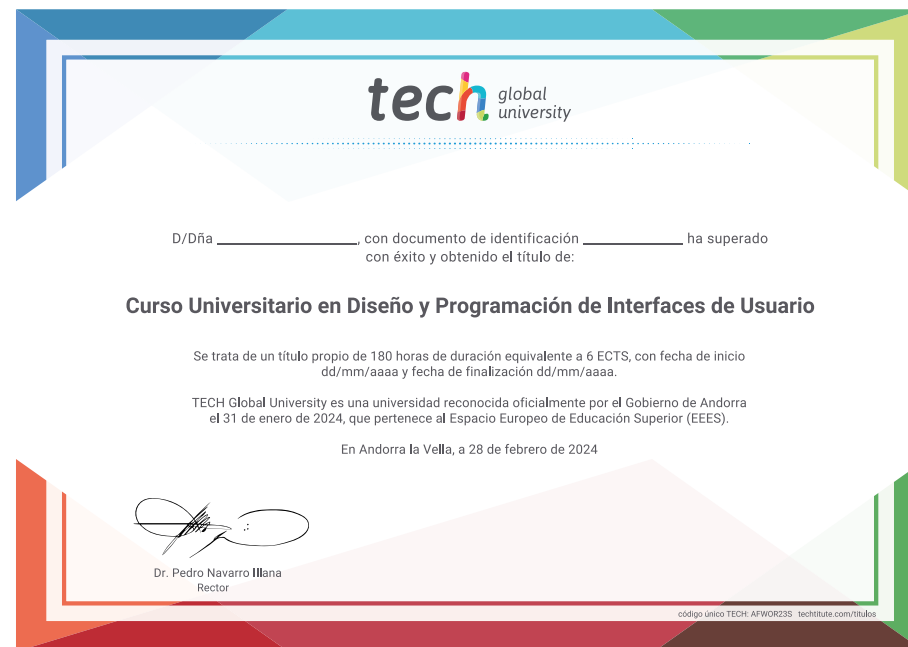 tech global university
D/Dña ____________________, con documento de identificación ______________ ha superado
con éxito y obtenido el título de:
Curso Universitario en Diseño y Programación de Interfaces de Usuario
Se trata de un título propio de 180 horas de duración equivalente a 6 ECTS, con fecha de inicio
dd/mm/aaaa y fecha de finalización dd/mm/aaaa.
TECH Global University es una universidad reconocida oficialmente por el Gobierno de Andorra
el 31 de enero de 2024, que pertenece al Espacio Europeo de Educación Superior (EEES).
En Andorra la Vella, a 28 de febrero de 2024
Dr. Pedro Navarro Illana
Rector
código único TECH: AFWOR23S techtitute.com/titulos